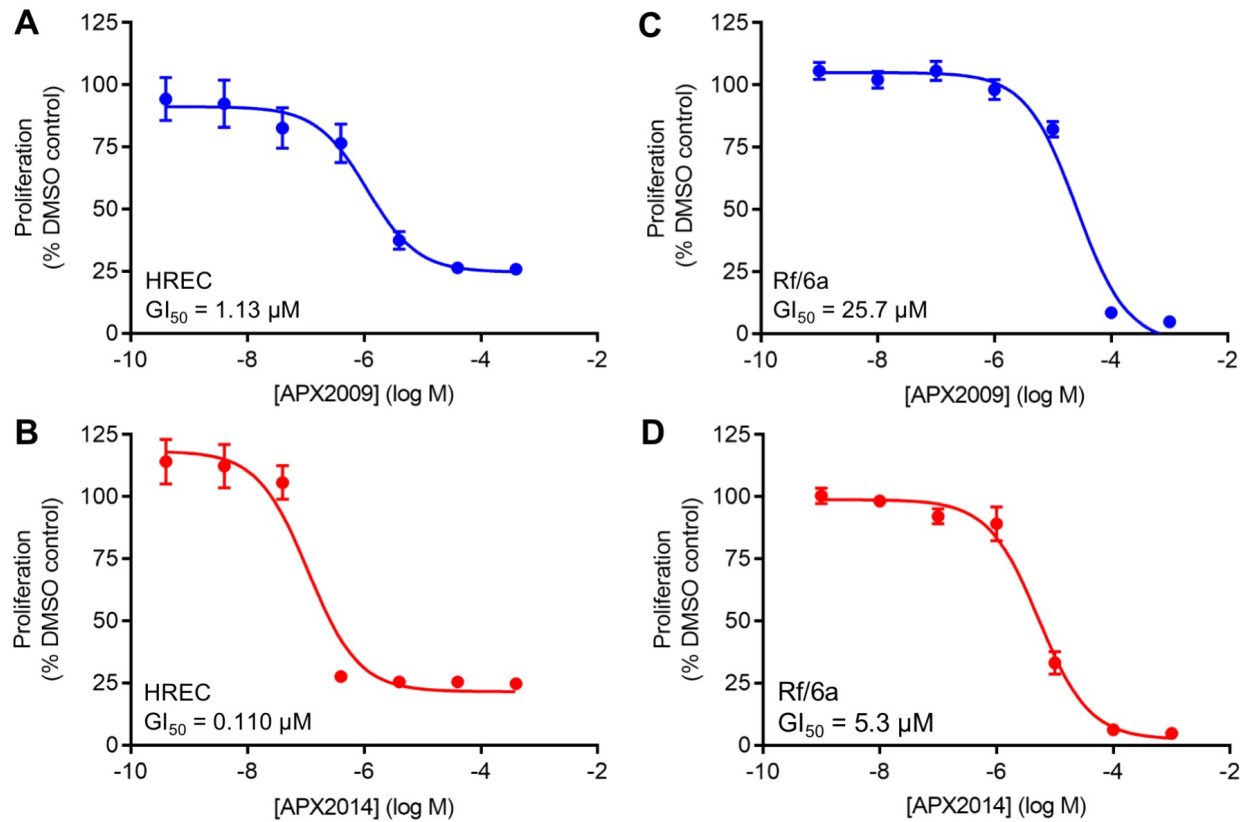 A
125
100
75
50
25
0
Proliferation
(% DMSO control)
HREC
GI₅₀ = 1.13 µM
-10
-8
-6
-4
-2
[APX2009] (log M)
C
125
100
75
50
25
0
Proliferation
(% DMSO control)
Rf/6a
GI₅₀ = 25.7 µM
-10
-8
-6
-4
-2
[APX2009] (log M)
B
125
100
75
50
25
0
Proliferation
(% DMSO control)
HREC
GI₅₀ = 0.110 µM
-10
-8
-6
-4
-2
[APX2014] (log M)
D
125
100
75
50
25
0
Proliferation
(% DMSO control)
Rf/6a
GI₅₀ = 5.3 µM
-10
-8
-6
-4
-2
[APX2014] (log M)